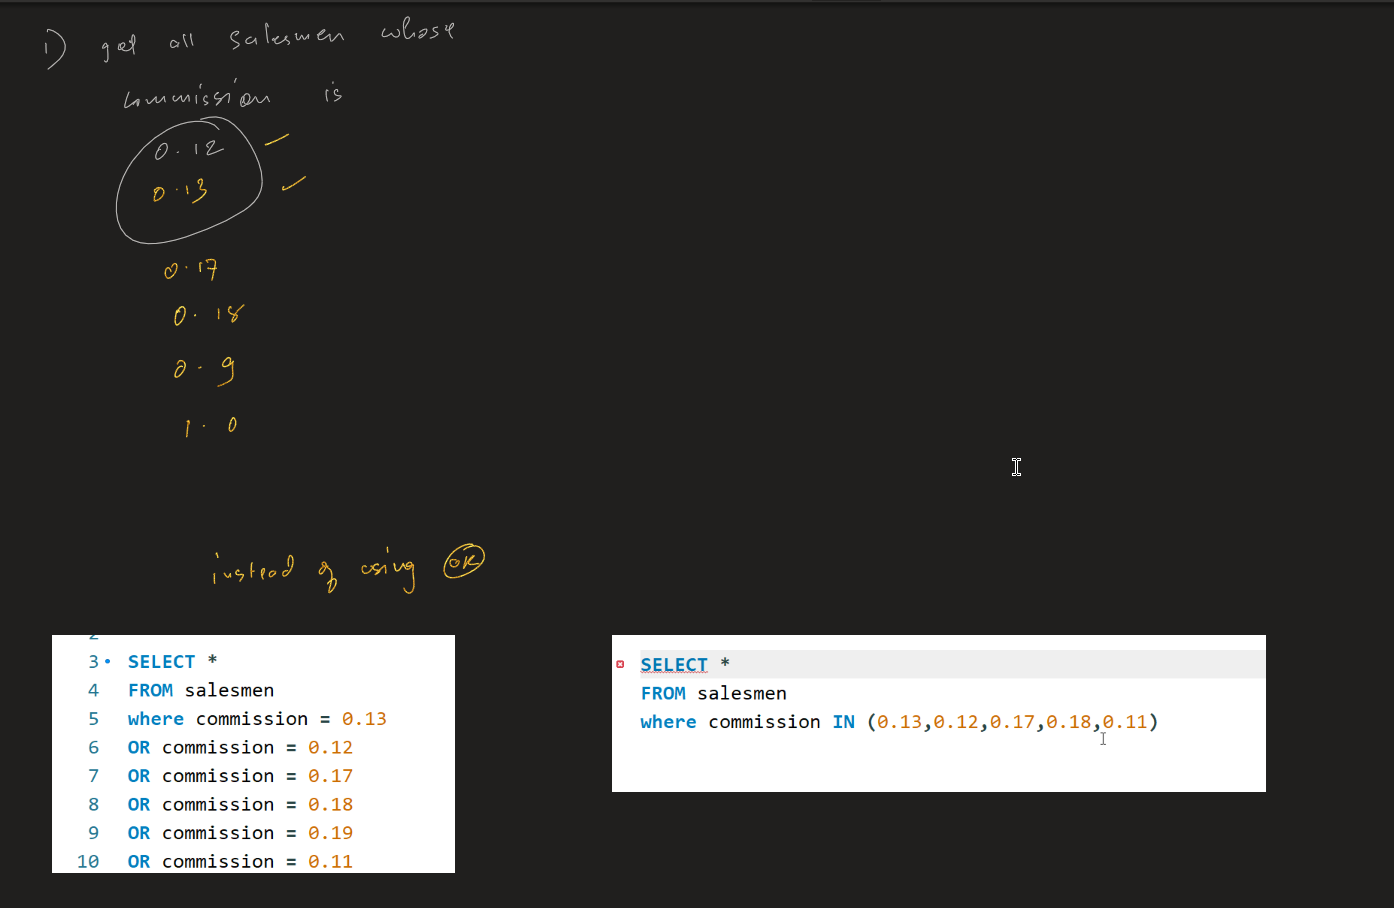 1) get all salesmen whose
commission is
0.12
0.13
0.17
0.18
0.9
1.0
instead of using OR
3 SELECT *
4 FROM salesmen
5 where commission = 0.13
6 OR commission = 0.12
7 OR commission = 0.17
8 OR commission = 0.18
9 OR commission = 0.19
10 OR commission = 0.11
SELECT *
FROM salesmen
where commission IN (0.13,0.12,0.17,0.18,0.11)